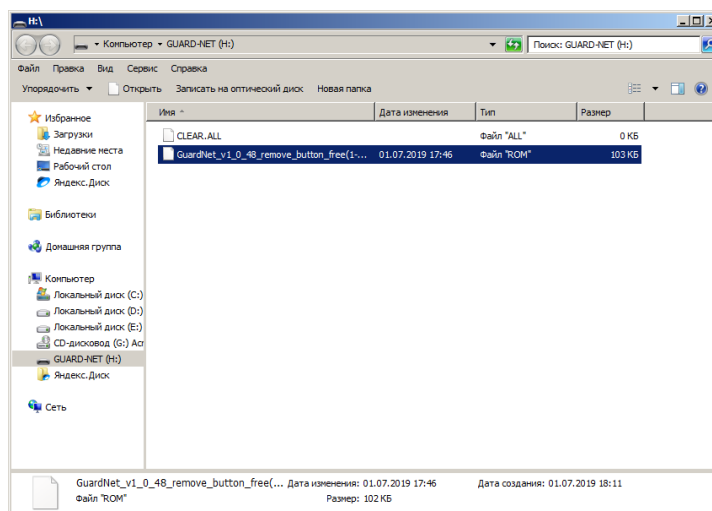 H:\
Компьютер GUARD-NET (H:)
Поиск: GUARD-NET (H:)
Файл Правка Вид Сервис Справка
Упорядочить Открыть Записать на оптический диск Новая папка
Имя Дата изменения Тип Размер
Избранное
Загрузки
Недавние места
Рабочий стол
Яндекс.Диск
Библиотеки
Домашняя группа
Компьютер
Локальный диск (C:)
Локальный диск (D:)
Локальный диск (E:)
CD-дисковод (G:) Acr
GUARD-NET (H:)
Яндекс.Диск
Сеть
CLEAR.ALL Файл "ALL" 0 КБ
GuardNet_v1_0_48_remove_button_free(1-... 01.07.2019 17:46 Файл "ROM" 103 КБ
GuardNet_v1_0_48_remove_button_free(... Дата изменения: 01.07.2019 17:46 Дата создания: 01.07.2019 18:11
Файл "ROM" Размер: 102 КБ